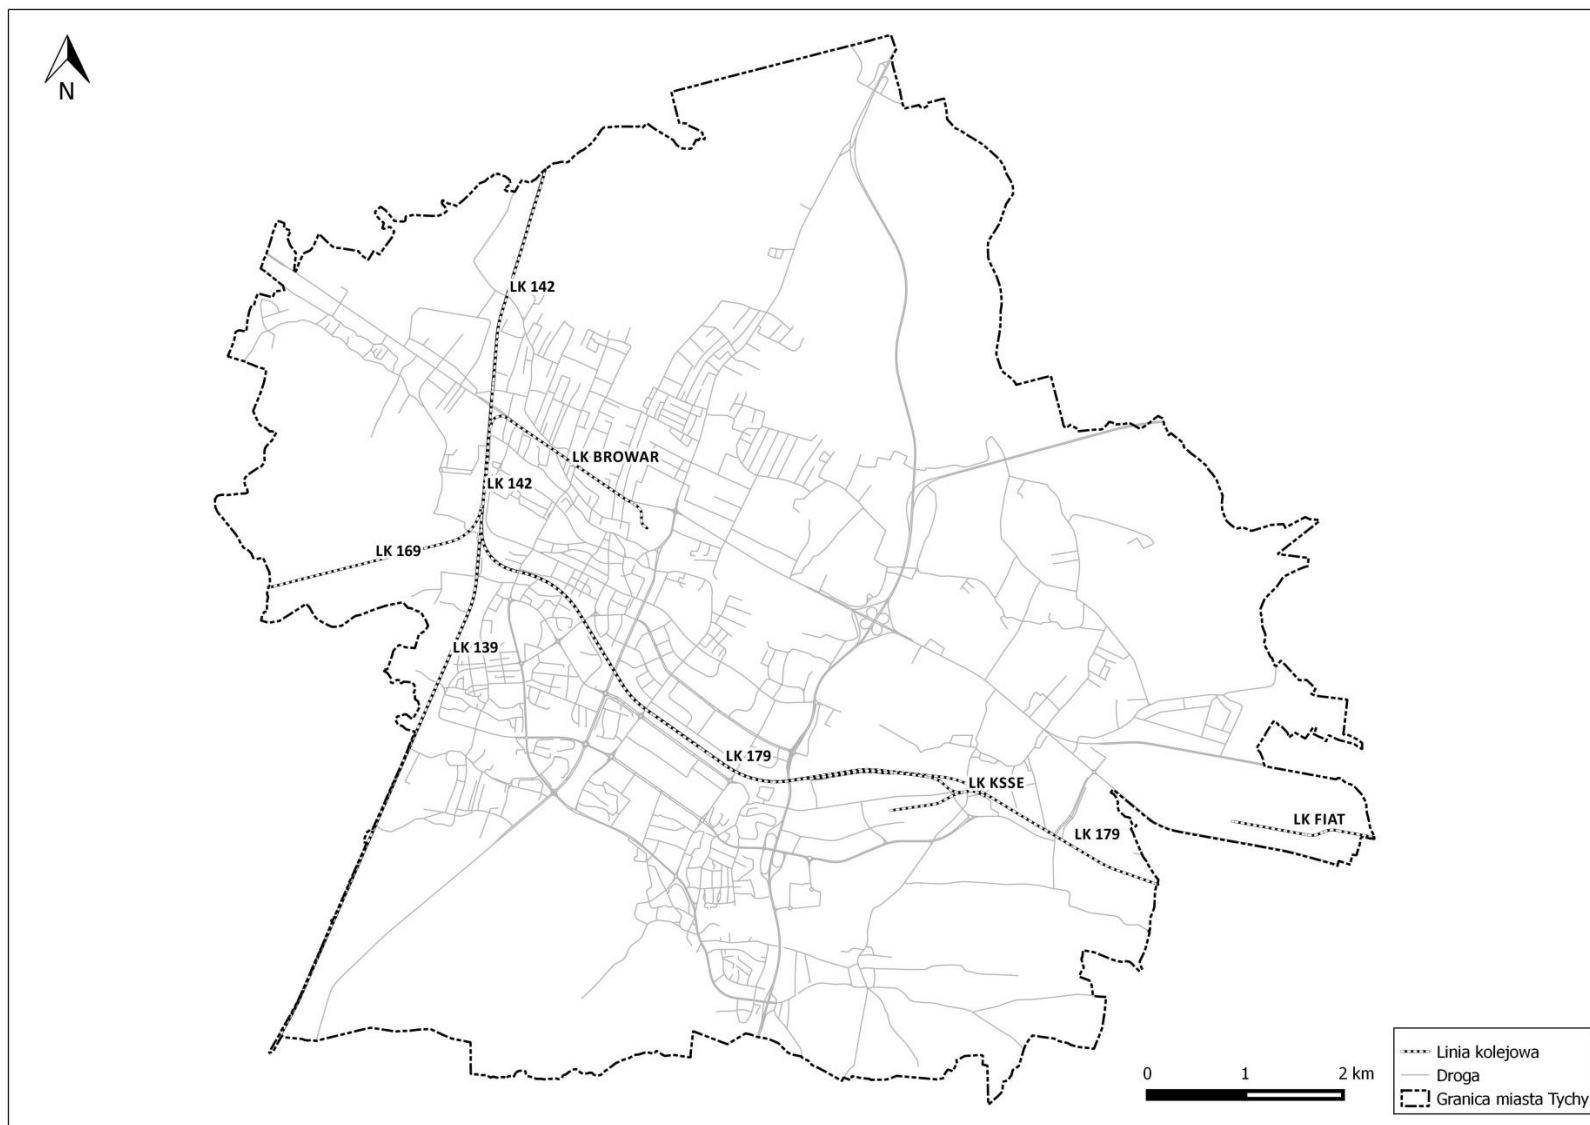 N
LK 142
LK BROWAR
LK 142
LK 169
LK 139
LK 179
LK KSSE
LK FIAT
LK 179
0 1 2 km
Linia kolejowa
Droga
Granica miasta Tychy